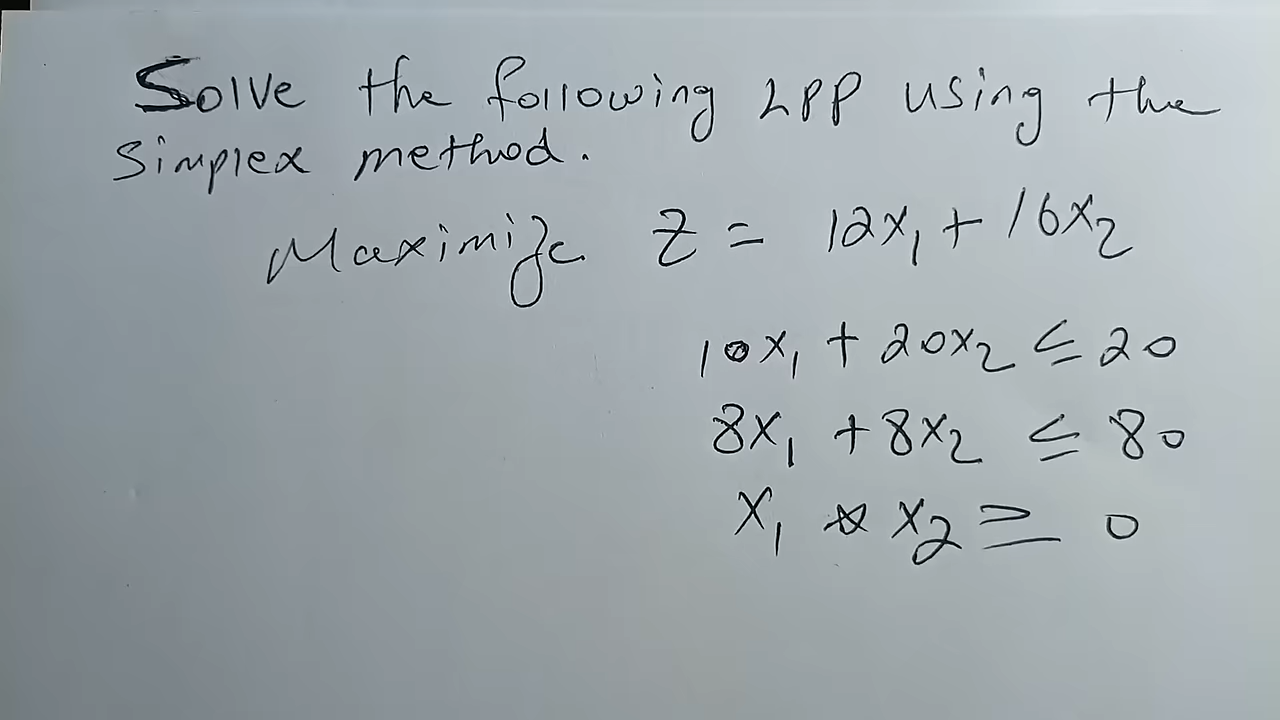 Solve the following LPP using the
simplex method.
Maximize Z = 12x₁ + 16x₂
10x₁ + 20x₂ ≤ 20
8x₁ + 8x₂ ≤ 80
x₁ x₂ ≥ 0